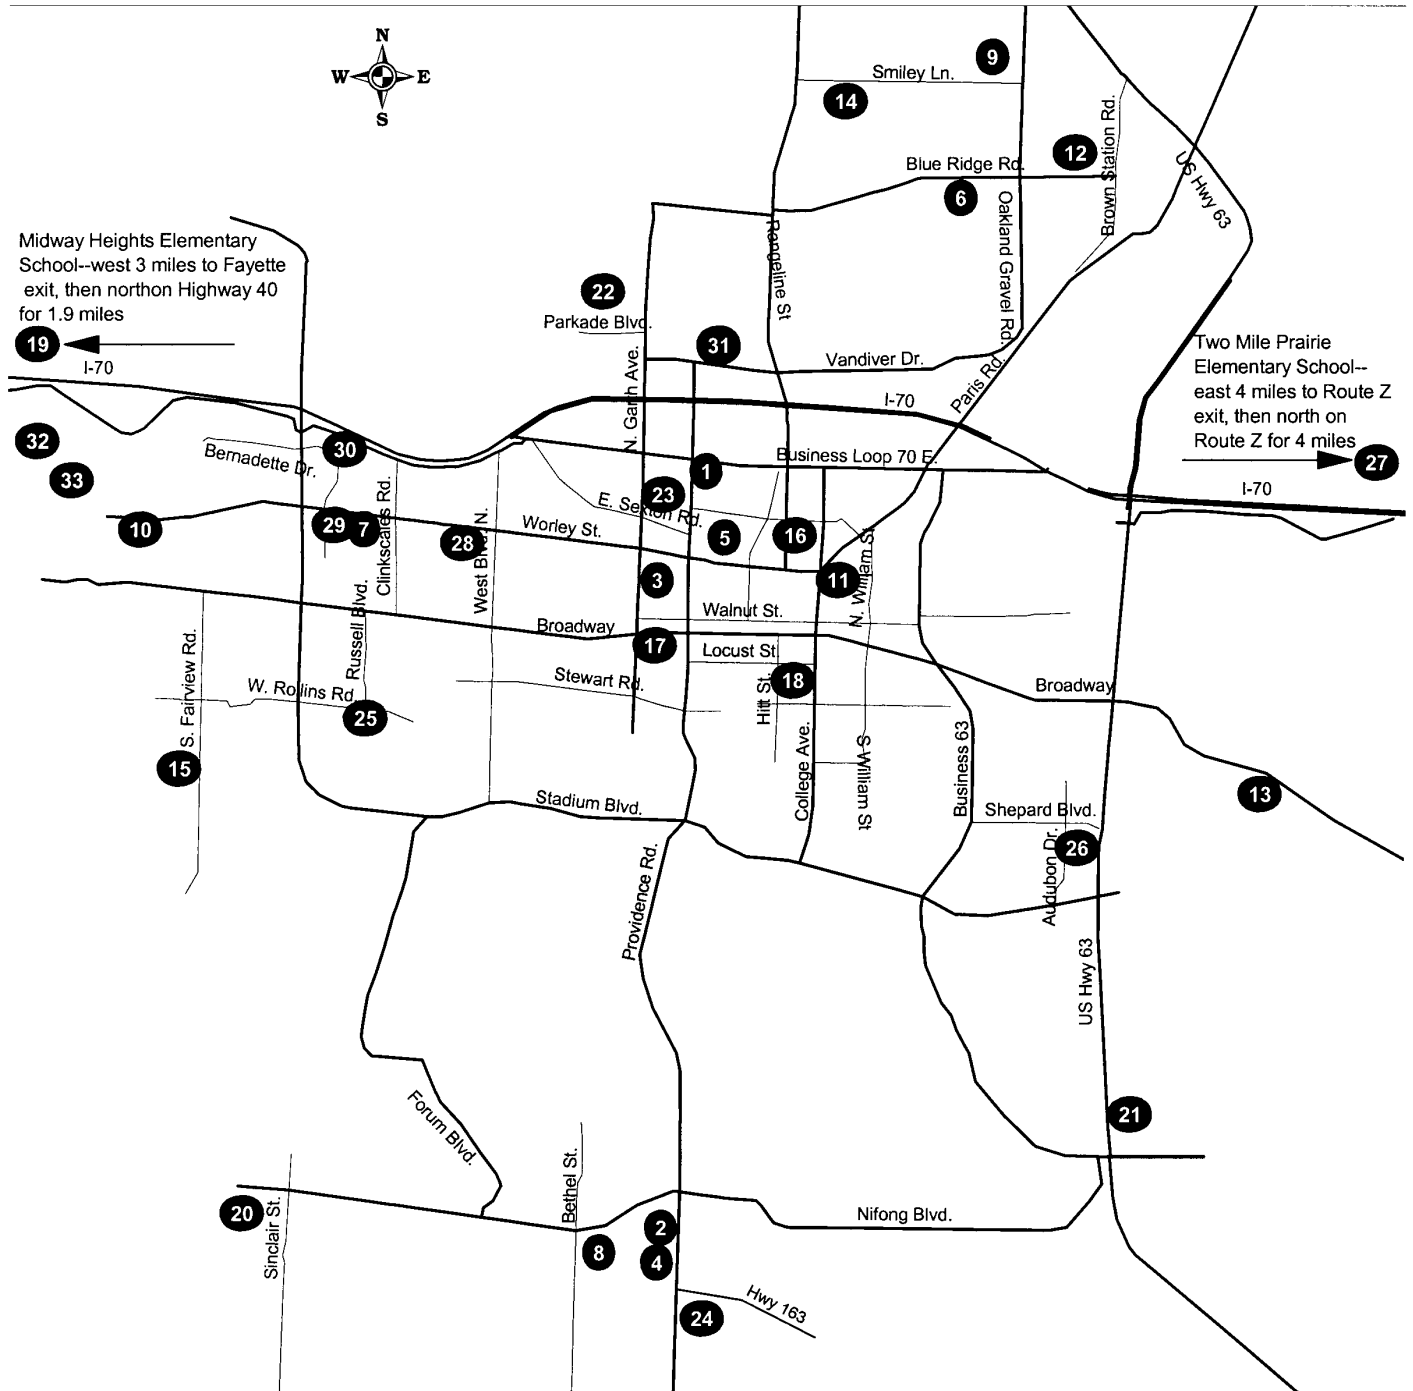 N
W E
S
9
Smiley Ln.
14
12
Brown Station Rd.
Blue Ridge Rd.
6
US Hwy 63
Oakland Gravel Rd.
Rangeline St
Midway Heights Elementary
School--west 3 miles to Fayette
exit, then northon Highway 40
for 1.9 miles
19
I-70
22
Parkade Blvd.
31
Vandiver Dr.
N. Garth Ave.
Paris Rd.
I-70
Two Mile Prairie
Elementary School--
east 4 miles to Route Z
exit, then north on
Route Z for 4 miles
27
I-70
32
33
30
Bernadette Dr.
Business Loop 70 E.
1
23
E. Sexton Rd.
10
29
7
Clinkscales Rd.
28
West Blvd. N.
Worley St.
5
16
3
11
N. William St
Walnut St.
Broadway
17
Locust St.
18
Hitt St.
Stewart Rd.
Russell Blvd.
W. Rollins Rd
25
S. Fairview Rd.
15
Broadway
13
College Ave.
S William St
Business 63
Shepard Blvd.
26
Audubon Dr.
Stadium Blvd.
Providence Rd.
US Hwy 63
21
Forum Blvd.
Bethel St.
20
Sinclair St.
2
8
4
Nifong Blvd.
24
Hwy 163